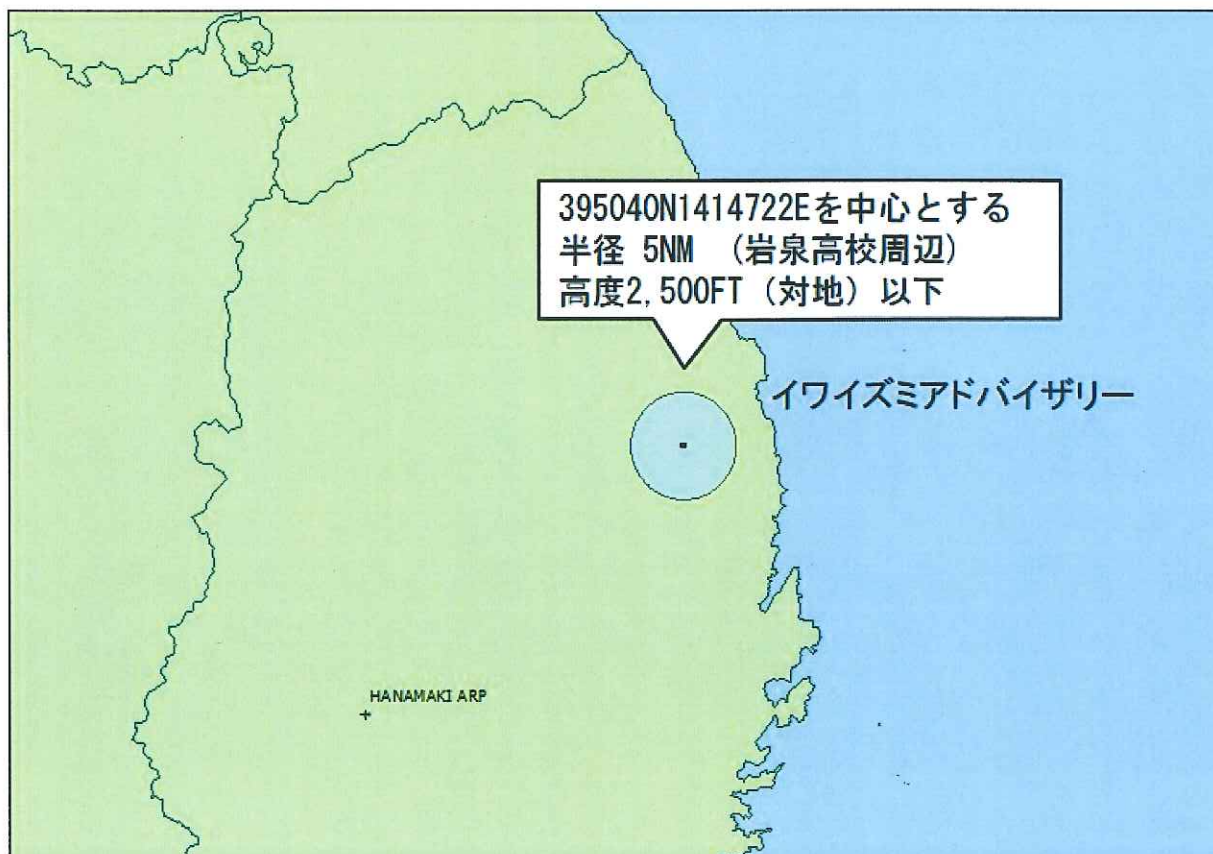 395040N1414722Eを中心とする
半径 5NM （岩泉高校周辺）
高度2,500FT（対地）以下
イワイズミアドバイザリー
HANAMAKI ARP